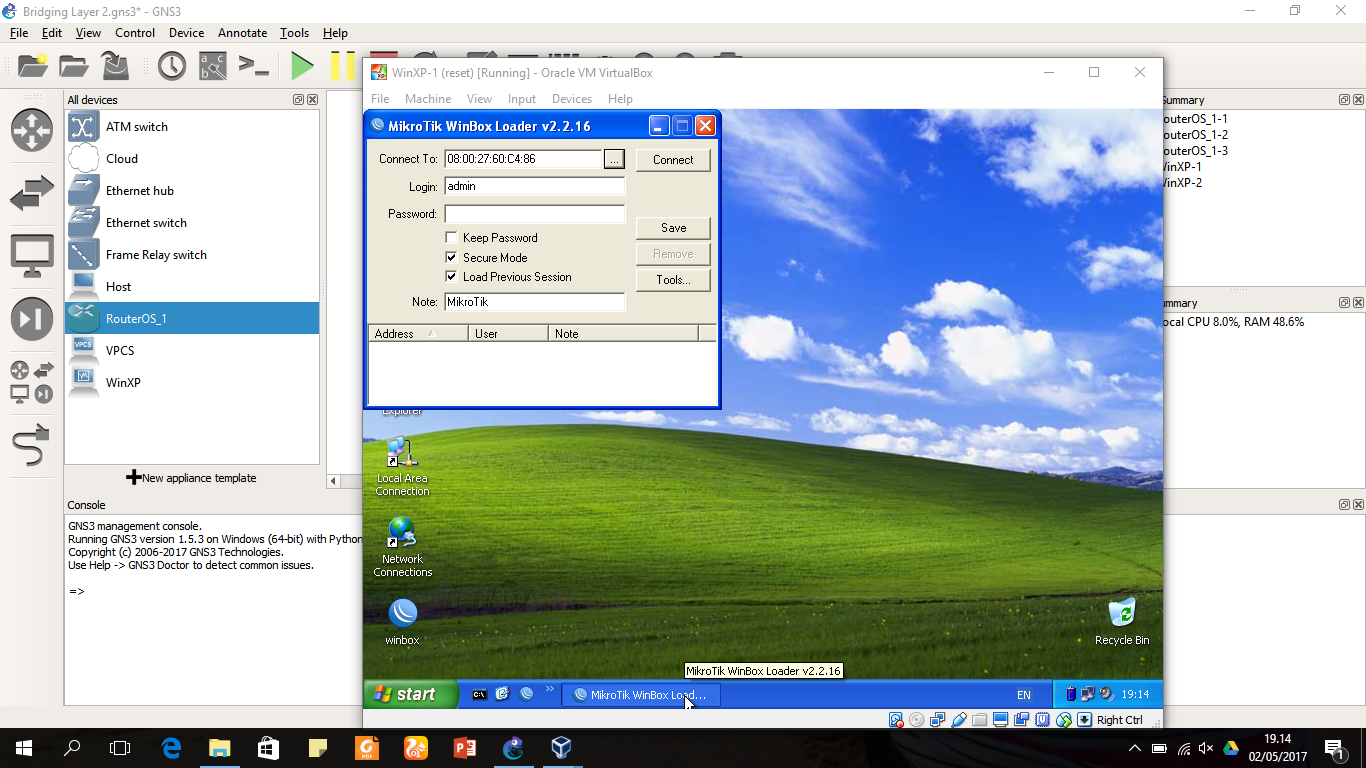 Bridging Layer 2.gns3* - GNS3
File Edit View Control Device Annotate Tools Help
All devices
ATM switch
Cloud
Ethernet hub
Ethernet switch
Frame Relay switch
Host
RouterOS_1
VPCS
VPCS
WinXP
New appliance template
Console
GNS3 management console.
Running GNS3 version 1.5.3 on Windows (64-bit) with Python
Copyright (c) 2006-2017 GNS3 Technologies.
Use Help -> GNS3 Doctor to detect common issues.
=>
WinXP-1 (reset) [Running] - Oracle VM VirtualBox
File Machine View Input Devices Help
MikroTik WinBox Loader v2.2.16
Connect To: 08:00:27:60:C4:86 ... Connect
Login: admin
Password:
Save
Keep Password
Secure Mode
Remove
Load Previous Session
Tools...
Note: MikroTik
Address User Note
Explorer
Local Area
Connection
Network
Connections
winbox
Recycle Bin
MikroTik WinBox Loader v2.2.16
start
C:\
MikroTik WinBox Load...
EN
19:14
Right Ctrl
Summary
outerOS_1-1
outerOS_1-2
outerOS_1-3
VinXP-1
VinXP-2
mmary
ocal CPU 8.0%, RAM 48.6%
PDF
19.14
02/05/2017
1